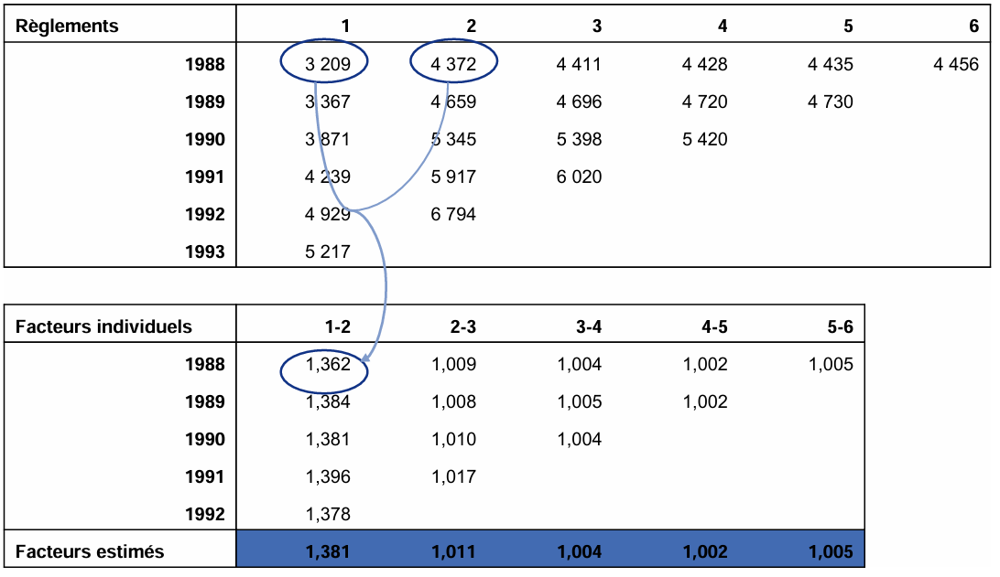 Règlements 1 2 3 4 5 6
1988 3 209 4 372 4 411 4 428 4 435 4 456
1989 3 367 4 659 4 696 4 720 4 730
1990 3 871 5 345 5 398 5 420
1991 4 239 5 917 6 020
1992 4 929 6 794
1993 5 217
Facteurs individuels 1-2 2-3 3-4 4-5 5-6
1988 1,362 1,009 1,004 1,002 1,005
1989 1,384 1,008 1,005 1,002
1990 1,381 1,010 1,004
1991 1,396 1,017
1992 1,378
Facteurs estimés 1,381 1,011 1,004 1,002 1,005